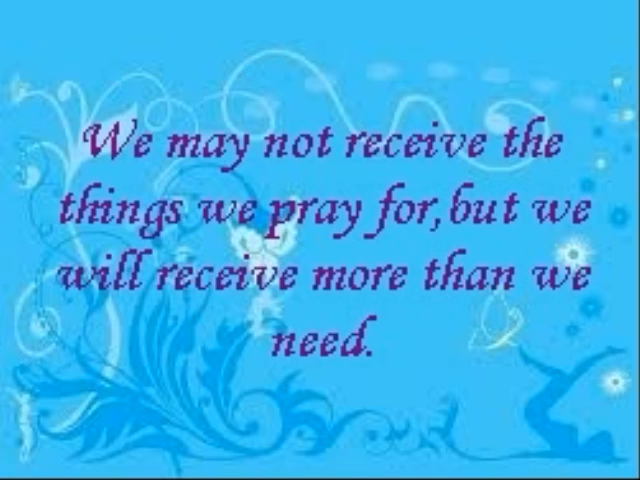 We may not receive the
things we pray for,but we
will receive more than we
need.